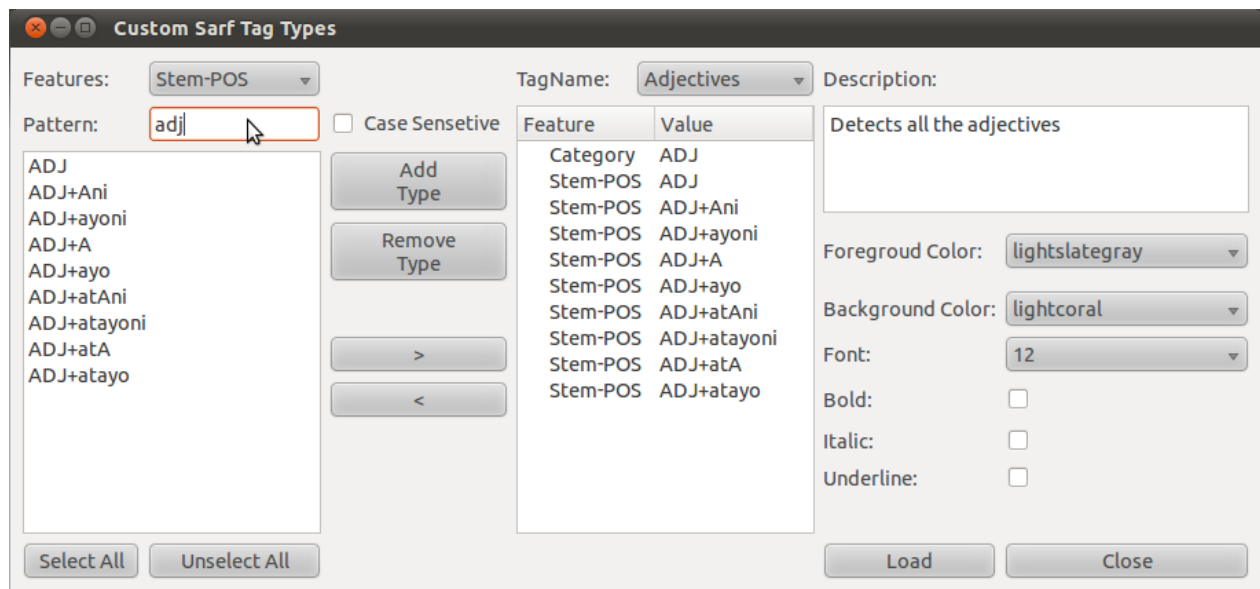 Custom Sarf Tag Types
Features: Stem-POS TagName: Adjectives Description:
Pattern: adj Case Sensetive
ADJ
ADJ+Ani
ADJ+ayoni
ADJ+A
ADJ+ayo
ADJ+atAni
ADJ+atayoni
ADJ+atA
ADJ+atayo
Add
Type
Remove
Type
>
<
Select All Unselect All
Feature Value
Category ADJ
Stem-POS ADJ
Stem-POS ADJ+Ani
Stem-POS ADJ+ayoni
Stem-POS ADJ+A
Stem-POS ADJ+ayo
Stem-POS ADJ+atAni
Stem-POS ADJ+atayoni
Stem-POS ADJ+atA
Stem-POS ADJ+atayo
Detects all the adjectives
Foregroud Color: lightslategray
Background Color: lightcoral
Font: 12
Bold:
Italic:
Underline:
Load Close